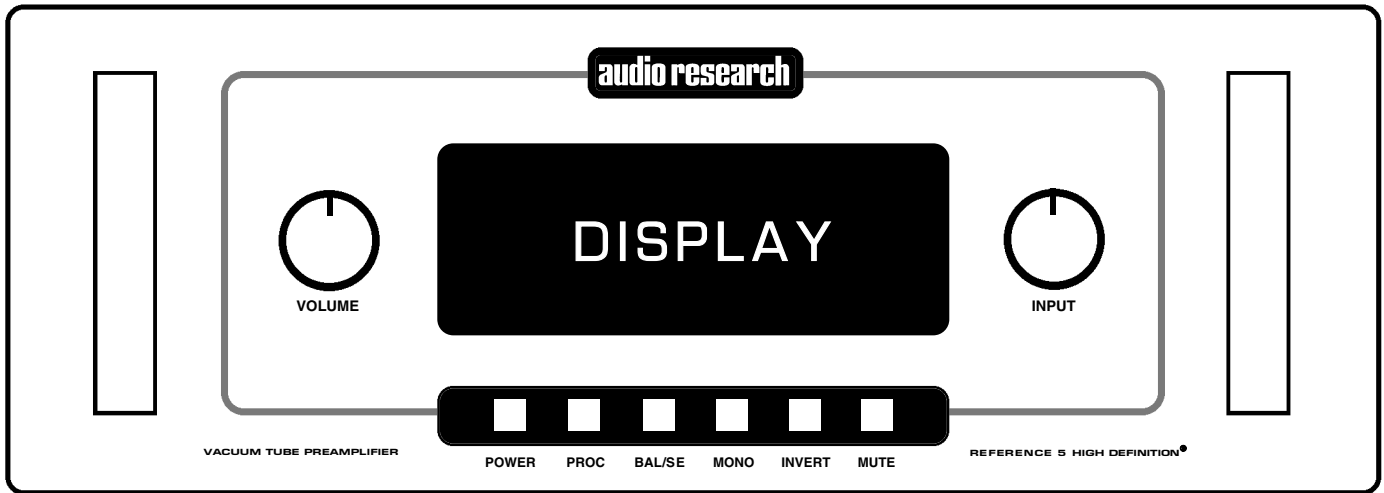 audio research
DISPLAY
VOLUME
INPUT
VACUUM TUBE PREAMPLIFIER
REFERENCE 5 HIGH DEFINITION
POWER PROC BAL/SE MONO INVERT MUTE